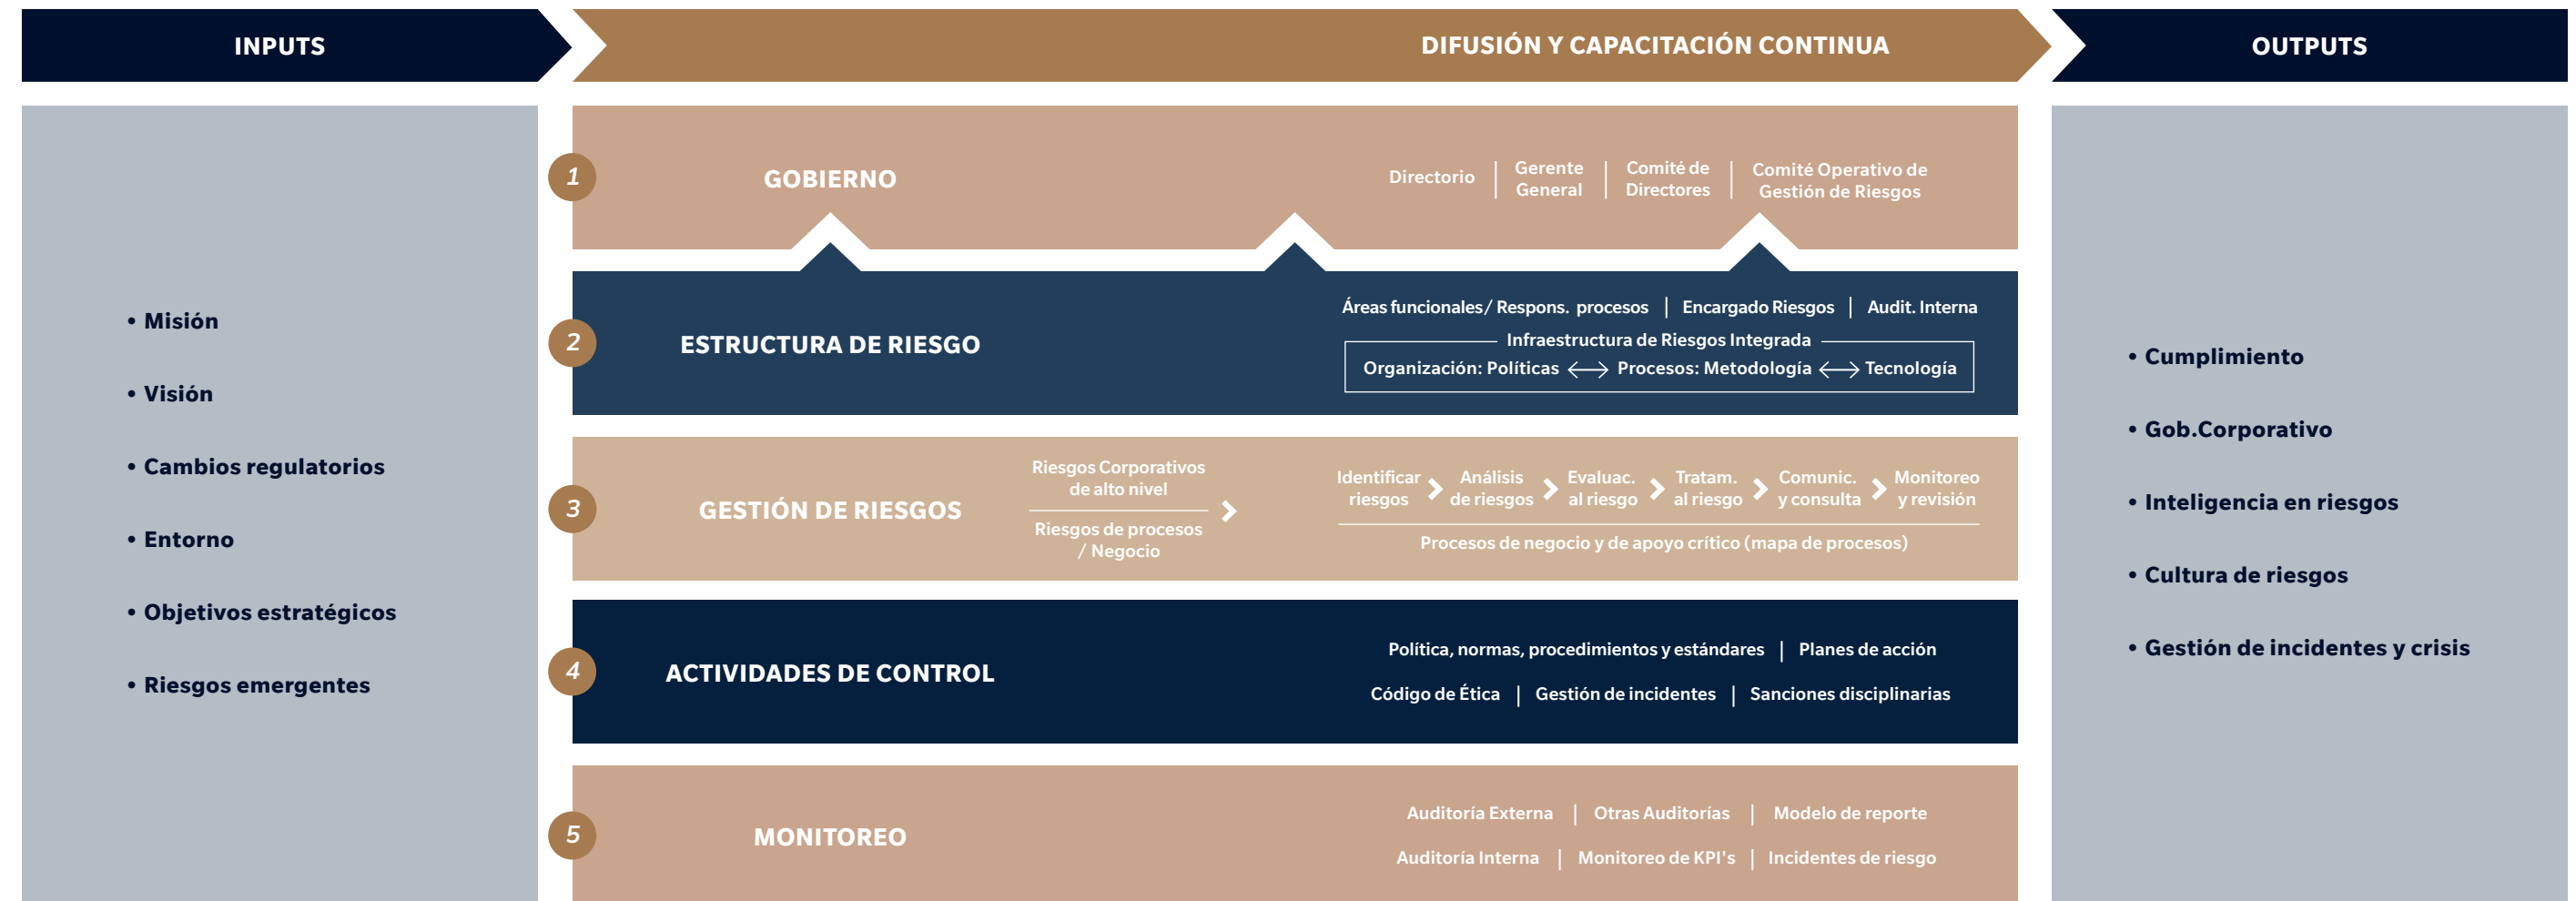 INPUTS
DIFUSIÓN Y CAPACITACIÓN CONTINUA
OUTPUTS
• Misión
• Visión
• Cambios regulatorios
• Entorno
• Objetivos estratégicos
• Riesgos emergentes
1
GOBIERNO
Directorio | Gerente General | Comité de Directores | Comité Operativo de Gestión de Riesgos
2
ESTRUCTURA DE RIESGO
Áreas funcionales/ Respons. procesos | Encargado Riesgos | Audit. Interna
Infraestructura de Riesgos Integrada
Organización: Políticas ⟷ Procesos: Metodología ⟷ Tecnología
3
GESTIÓN DE RIESGOS
Riesgos Corporativos
de alto nivel
Riesgos de procesos
/ Negocio
Identificar riesgos > Análisis de riesgos > Evaluac. al riesgo > Tratam. al riesgo > Comunic. y consulta > Monitoreo y revisión
Procesos de negocio y de apoyo crítico (mapa de procesos)
4
ACTIVIDADES DE CONTROL
Política, normas, procedimientos y estándares | Planes de acción
Código de Ética | Gestión de incidentes | Sanciones disciplinarias
5
MONITOREO
Auditoría Externa | Otras Auditorías | Modelo de reporte
Auditoría Interna | Monitoreo de KPI's | Incidentes de riesgo
• Cumplimiento
• Gob.Corporativo
• Inteligencia en riesgos
• Cultura de riesgos
• Gestión de incidentes y crisis